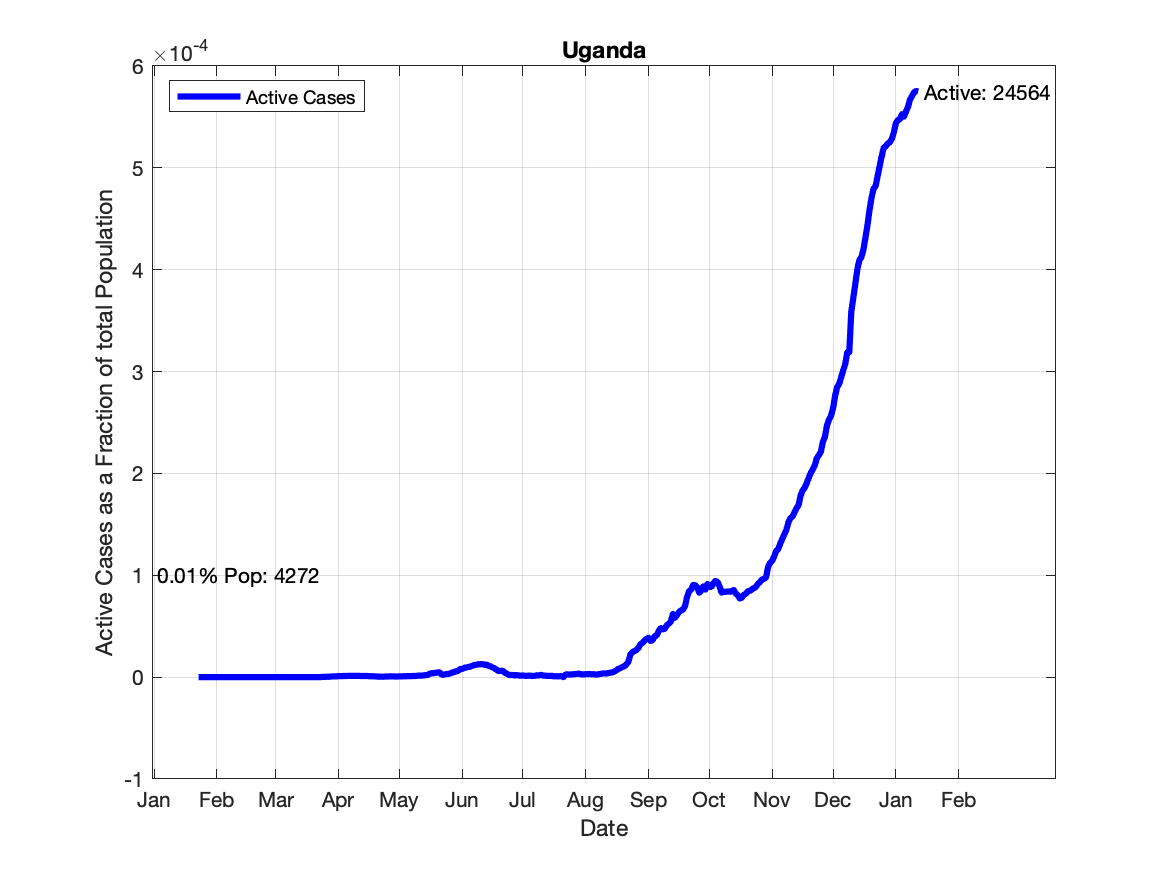 Uganda
×10-4
6
5
4
3
2
1
0
-1
Active Cases
Active: 24564
0.01% Pop: 4272
Active Cases as a Fraction of total Population
Jan Feb Mar Apr May Jun Jul Aug Sep Oct Nov Dec Jan Feb
Date